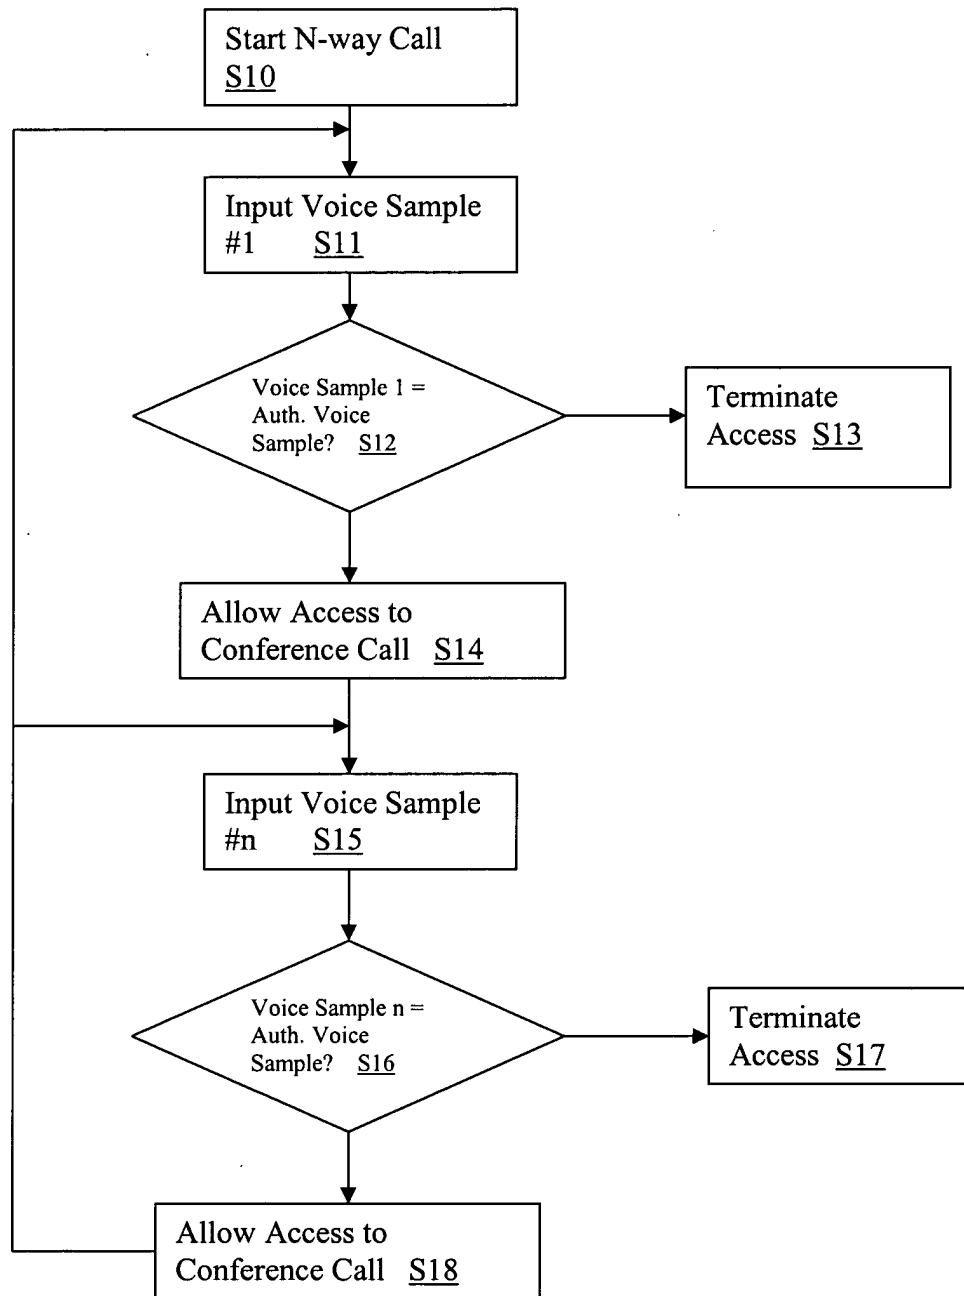 Start N-way Call
S10
Input Voice Sample
#1 S11
Voice Sample 1 =
Auth. Voice
Sample? S12
Terminate
Access S13
Allow Access to
Conference Call S14
Input Voice Sample
#n S15
Voice Sample n =
Auth. Voice
Sample? S16
Terminate
Access S17
Allow Access to
Conference Call S18